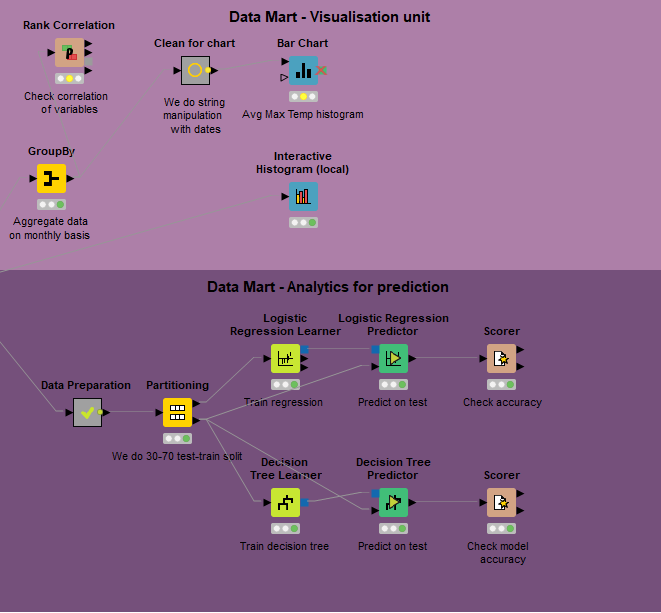 Data Mart - Visualisation unit
Rank Correlation
Check correlation
of variables
Clean for chart
We do string
manipulation
with dates
Bar Chart
Avg Max Temp histogram
GroupBy
Aggregate data
on monthly basis
Interactive
Histogram (local)
Data Mart - Analytics for prediction
Logistic
Regression Learner
Train regression
Logistic Regression
Predictor
Predict on test
Scorer
Check accuracy
Data Preparation
Partitioning
We do 30-70 test-train split
Decision
Tree Learner
Train decision tree
Decision Tree
Predictor
Predict on test
Scorer
Check model
accuracy